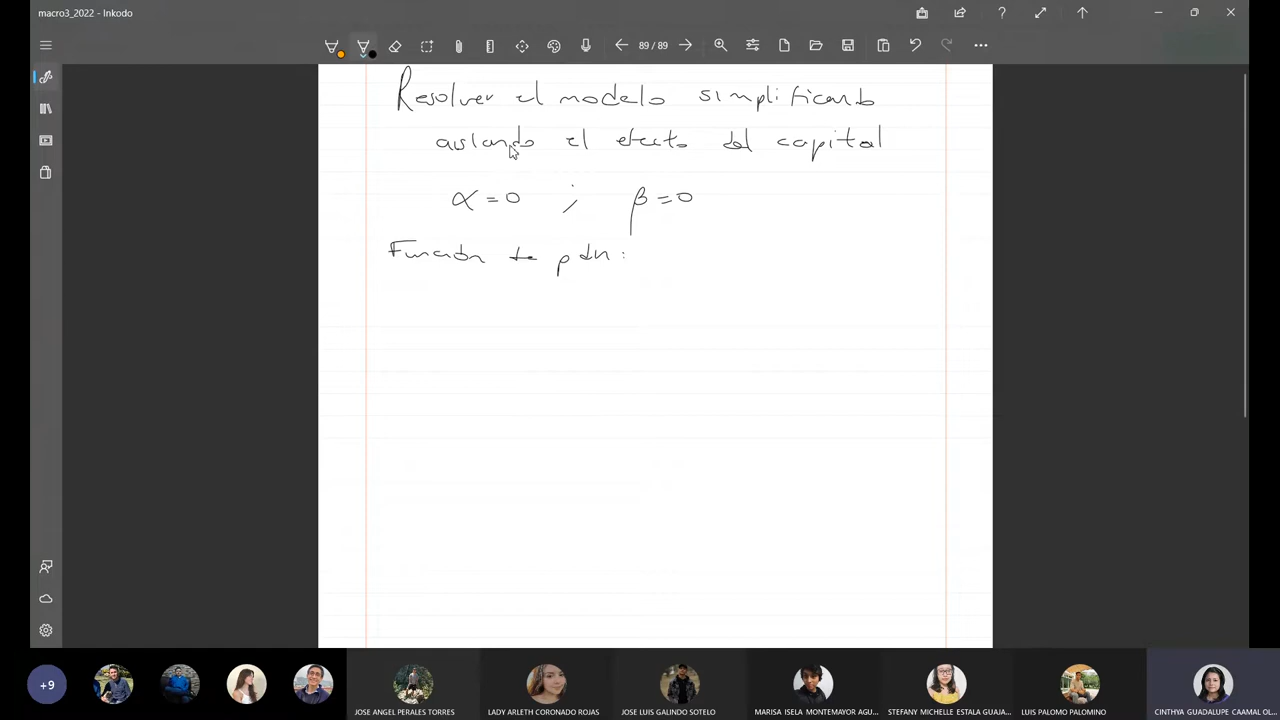 macro3_2022 - Inkodo
89 / 89
Resolver el modelo simplificando
aislando el efecto del capital
α = 0 ; β = 0
Función de pdn:
+9
JOSE ANGEL PERALES TORRES
LADY ARLETH CORONADO ROJAS
JOSE LUIS GALINDO SOTELO
MARISA ISELA MONTEMAYOR AGU...
STEFANY MICHELLE ESTALA GUAJA...
LUIS PALOMO PALOMINO
CINTHYA GUADALUPE CAAMAL OL...